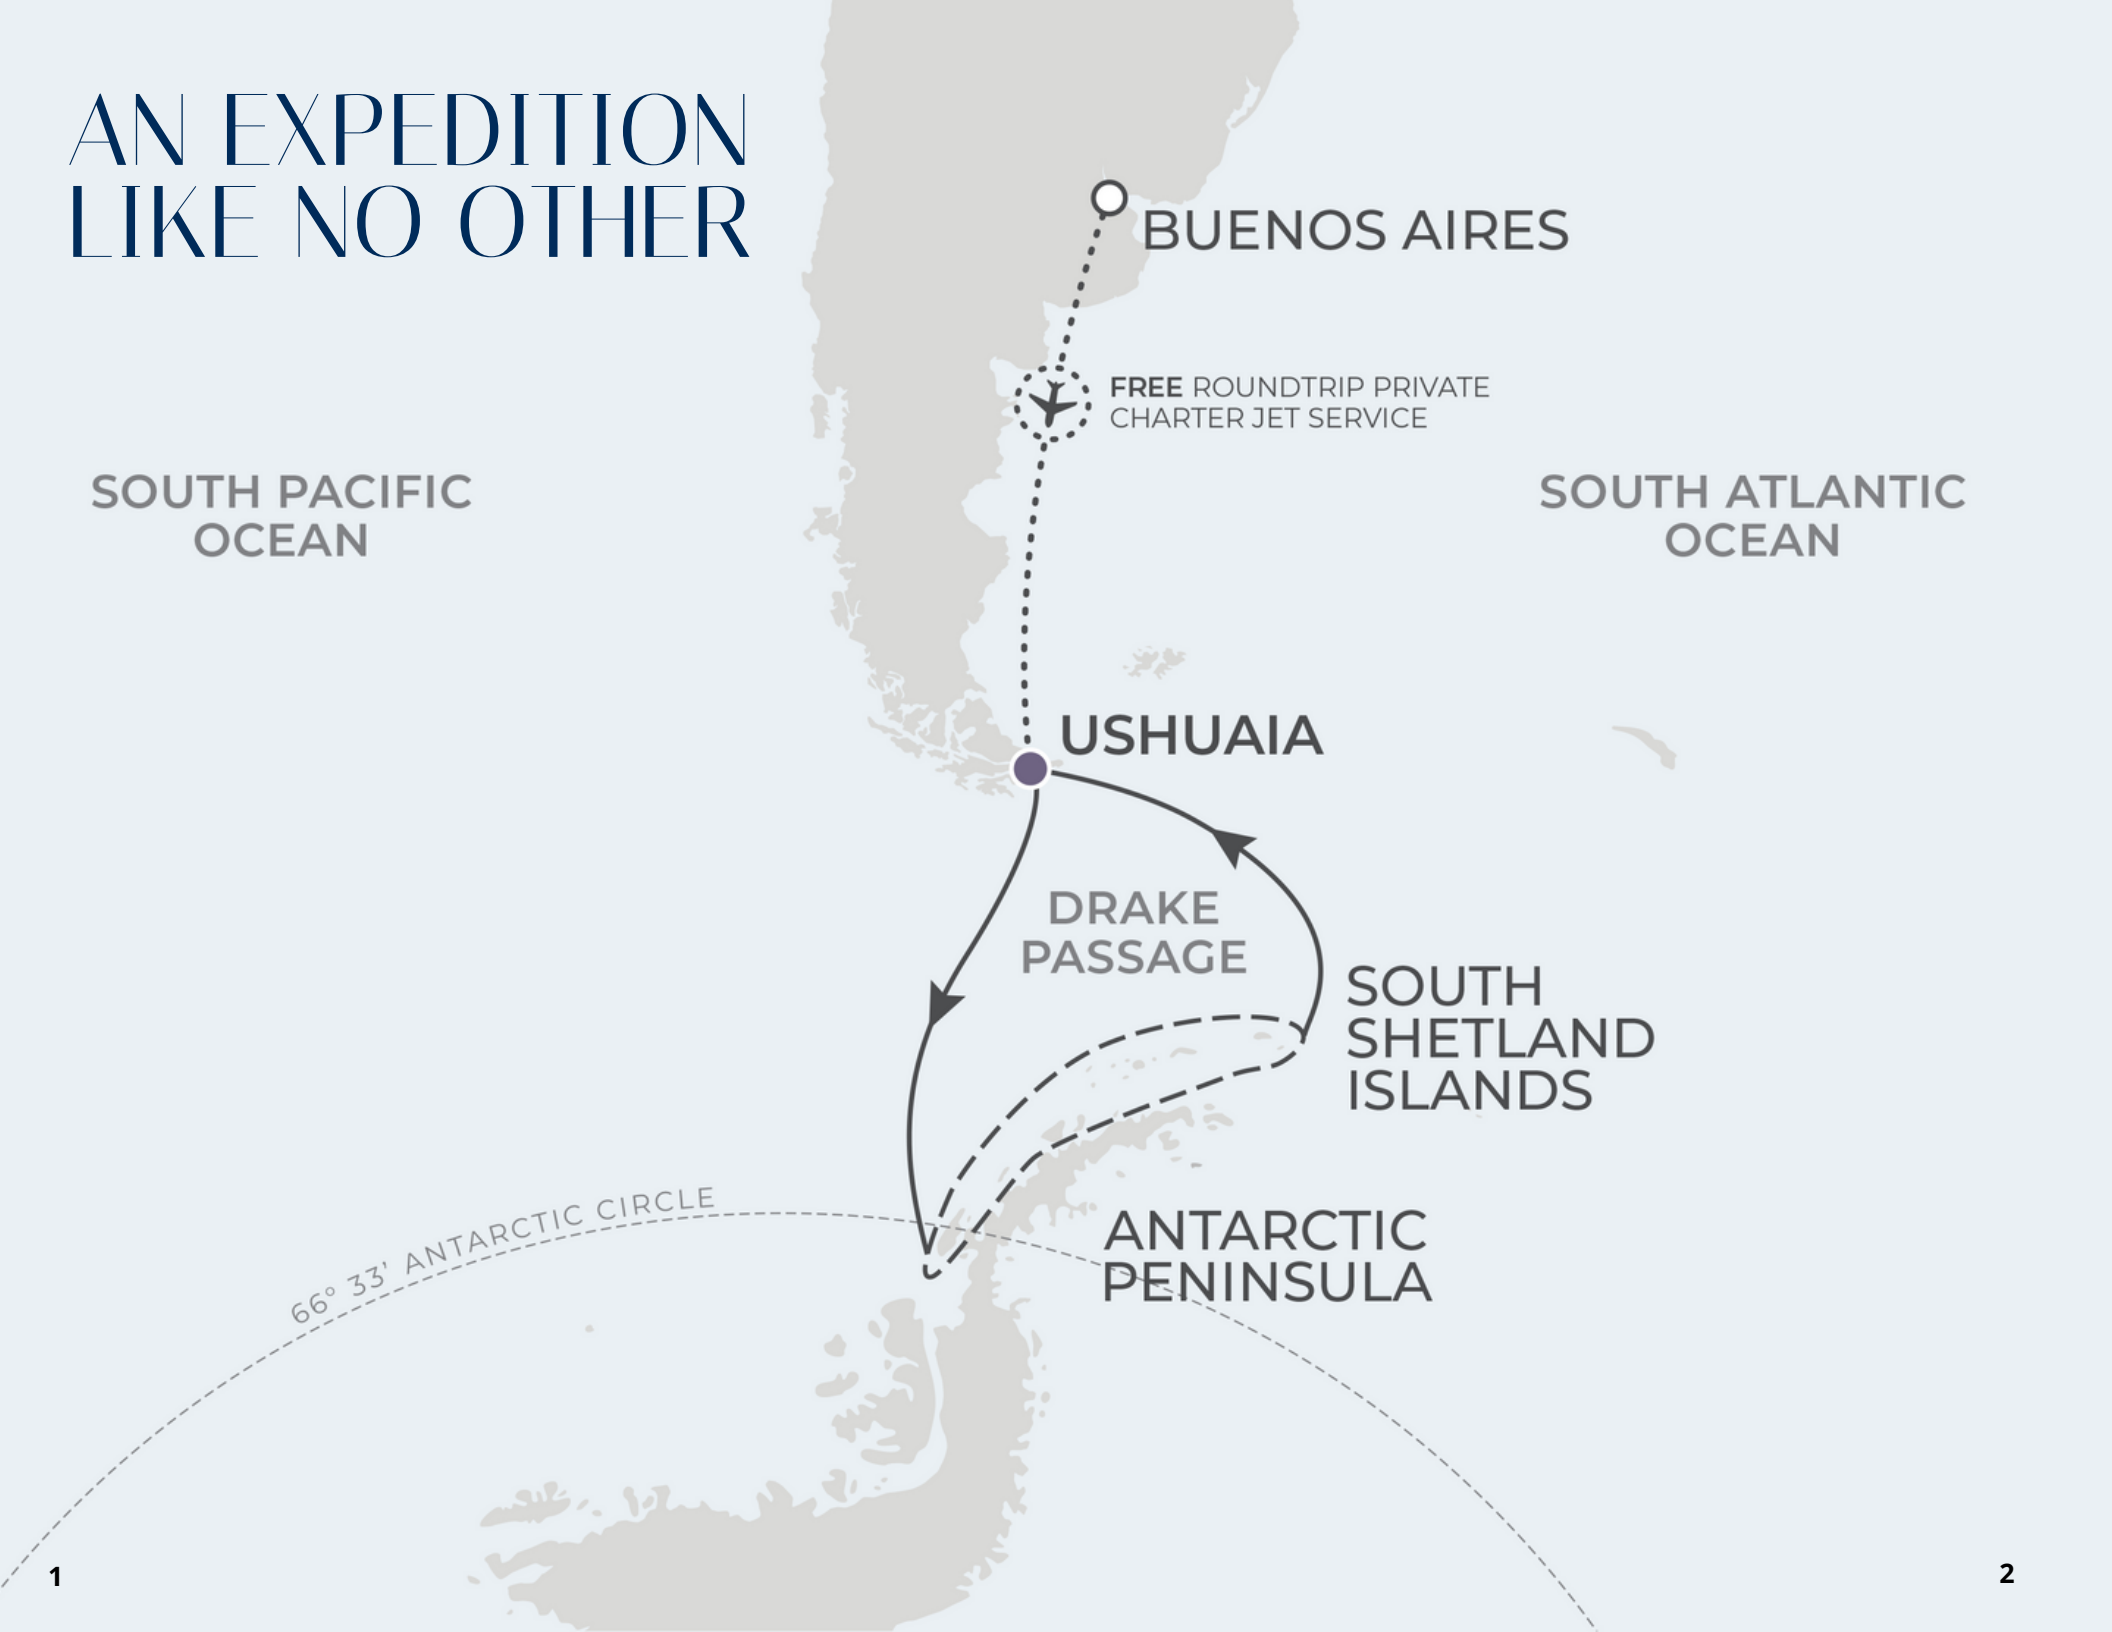 AN EXPEDITION
LIKE NO OTHER
BUENOS AIRES
FREE ROUNDTRIP PRIVATE
CHARTER JET SERVICE
SOUTH PACIFIC
OCEAN
SOUTH ATLANTIC
OCEAN
USHUAIA
DRAKE
PASSAGE
SOUTH
SHETLAND
ISLANDS
66° 33' ANTARCTIC CIRCLE
ANTARCTIC
PENINSULA
1
2